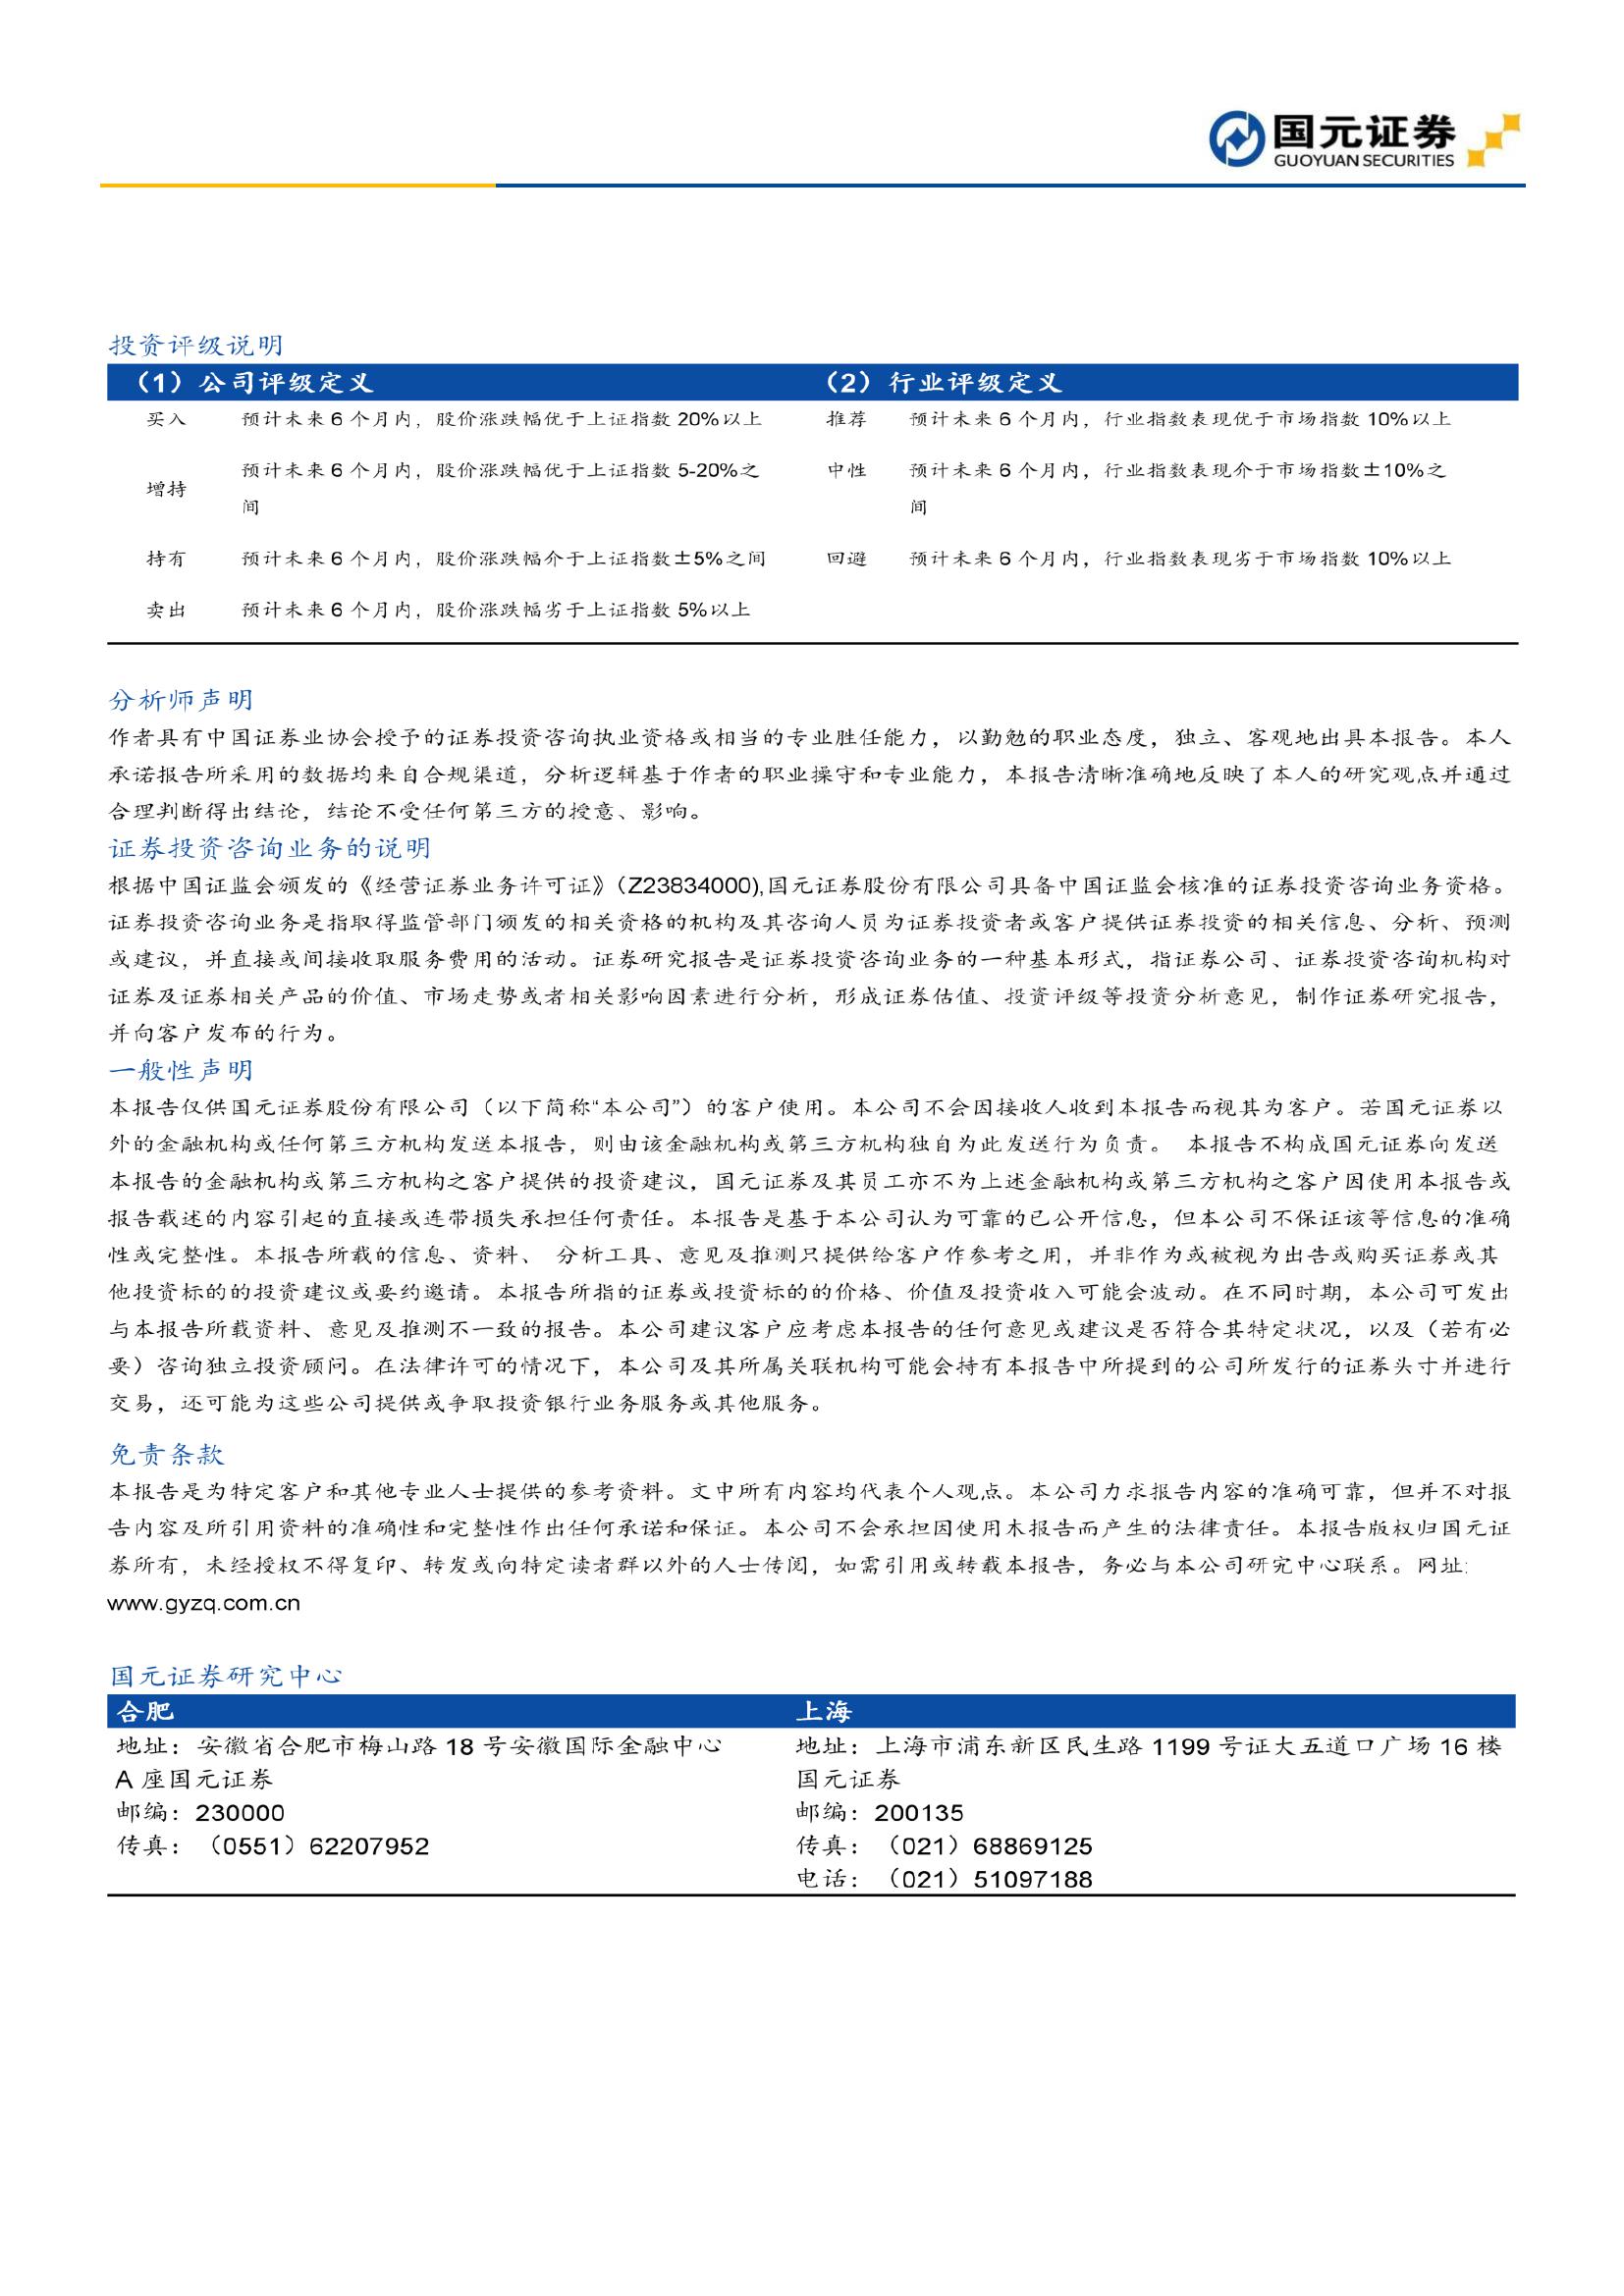 国元证券
GUOYUAN SECURITIES
投资评级说明
（1）公司评级定义 （2）行业评级定义
买入 预计未来 6 个月内，股价涨跌幅优于上证指数 20%以上 推荐 预计未来 6 个月内，行业指数表现优于市场指数 10%以上
增持 预计未来 6 个月内，股价涨跌幅优于上证指数 5-20%之 中性 预计未来 6 个月内，行业指数表现介于市场指数±10%之
间 间
持有 预计未来 6 个月内，股价涨跌幅介于上证指数±5%之间 回避 预计未来 6 个月内，行业指数表现劣于市场指数 10%以上
卖出 预计未来 6 个月内，股价涨跌幅劣于上证指数 5%以上
分析师声明
作者具有中国证券业协会授予的证券投资咨询执业资格或相当的专业胜任能力，以勤勉的职业态度，独立、客观地出具本报告。本人
承诺报告所采用的数据均来自合规渠道，分析逻辑基于作者的职业操守和专业能力，本报告清晰准确地反映了本人的研究观点并通过
合理判断得出结论，结论不受任何第三方的授意、影响。
证券投资咨询业务的说明
根据中国证监会颁发的《经营证券业务许可证》（Z23834000),国元证券股份有限公司具备中国证监会核准的证券投资咨询业务资格。
证券投资咨询业务是指取得监管部门颁发的相关资格的机构及其咨询人员为证券投资者或客户提供证券投资的相关信息、分析、预测
或建议，并直接或间接收取服务费用的活动。证券研究报告是证券投资咨询业务的一种基本形式，指证券公司、证券投资咨询机构对
证券及证券相关产品的价值、市场走势或者相关影响因素进行分析，形成证券估值、投资评级等投资分析意见，制作证券研究报告，
并向客户发布的行为。
一般性声明
本报告仅供国元证券股份有限公司（以下简称“本公司”）的客户使用。本公司不会因接收人收到本报告而视其为客户。若国元证券以
外的金融机构或任何第三方机构发送本报告，则由该金融机构或第三方机构独自为此发送行为负责。 本报告不构成国元证券向发送
本报告的金融机构或第三方机构之客户提供的投资建议，国元证券及其员工亦不为上述金融机构或第三方机构之客户因使用本报告或
报告载述的内容引起的直接或连带损失承担任何责任。本报告是基于本公司认为可靠的已公开信息，但本公司不保证该等信息的准确
性或完整性。本报告所载的信息、资料、 分析工具、意见及推测只提供给客户作参考之用，并非作为或被视为出售或购买证券或其
他投资标的的投资建议或要约邀请。本报告所指的证券或投资标的的价格、价值及投资收入可能会波动。在不同时期，本公司可发出
与本报告所载资料、意见及推测不一致的报告。本公司建议客户应考虑本报告的任何意见或建议是否符合其特定状况，以及（若有必
要）咨询独立投资顾问。在法律许可的情况下，本公司及其所属关联机构可能会持有本报告中所提到的公司所发行的证券头寸并进行
交易，还可能为这些公司提供或争取投资银行业务服务或其他服务。
免责条款
本报告是为特定客户和其他专业人士提供的参考资料。文中所有内容均代表个人观点。本公司力求报告内容的准确可靠，但并不对报
告内容及所引用资料的准确性和完整性作出任何承诺和保证。本公司不会承担因使用本报告而产生的法律责任。本报告版权归国元证
券所有，未经授权不得复印、转发或向特定读者群以外的人士传阅，如需引用或转载本报告，务必与本公司研究中心联系。网址：
www.gyzq.com.cn
国元证券研究中心
合肥 上海
地址：安徽省合肥市梅山路 18 号安徽国际金融中心 地址：上海市浦东新区民生路 1199 号证大五道口广场 16 楼
A 座国元证券 国元证券
邮编：230000 邮编：200135
传真：（0551）62207952 传真：（021）68869125
电话：（021）51097188